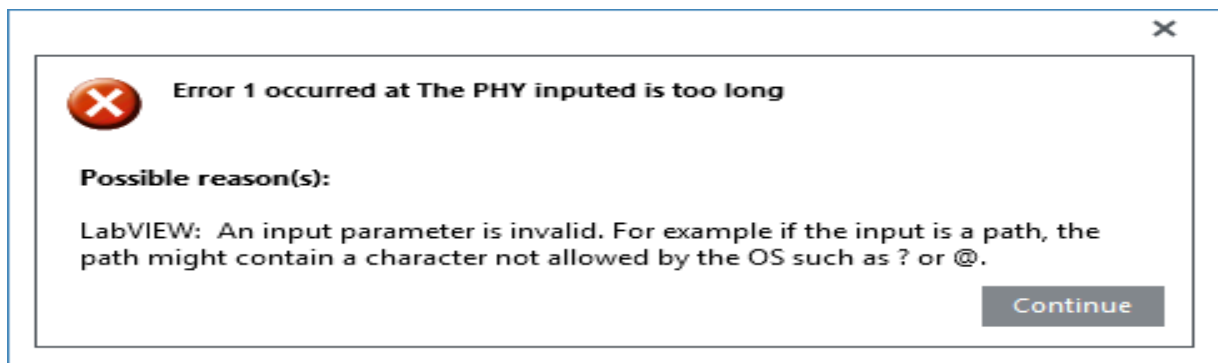 Error 1 occurred at The PHY inputed is too long
Possible reason(s):
LabVIEW: An input parameter is invalid. For example if the input is a path, the
path might contain a character not allowed by the OS such as ? or @.
Continue